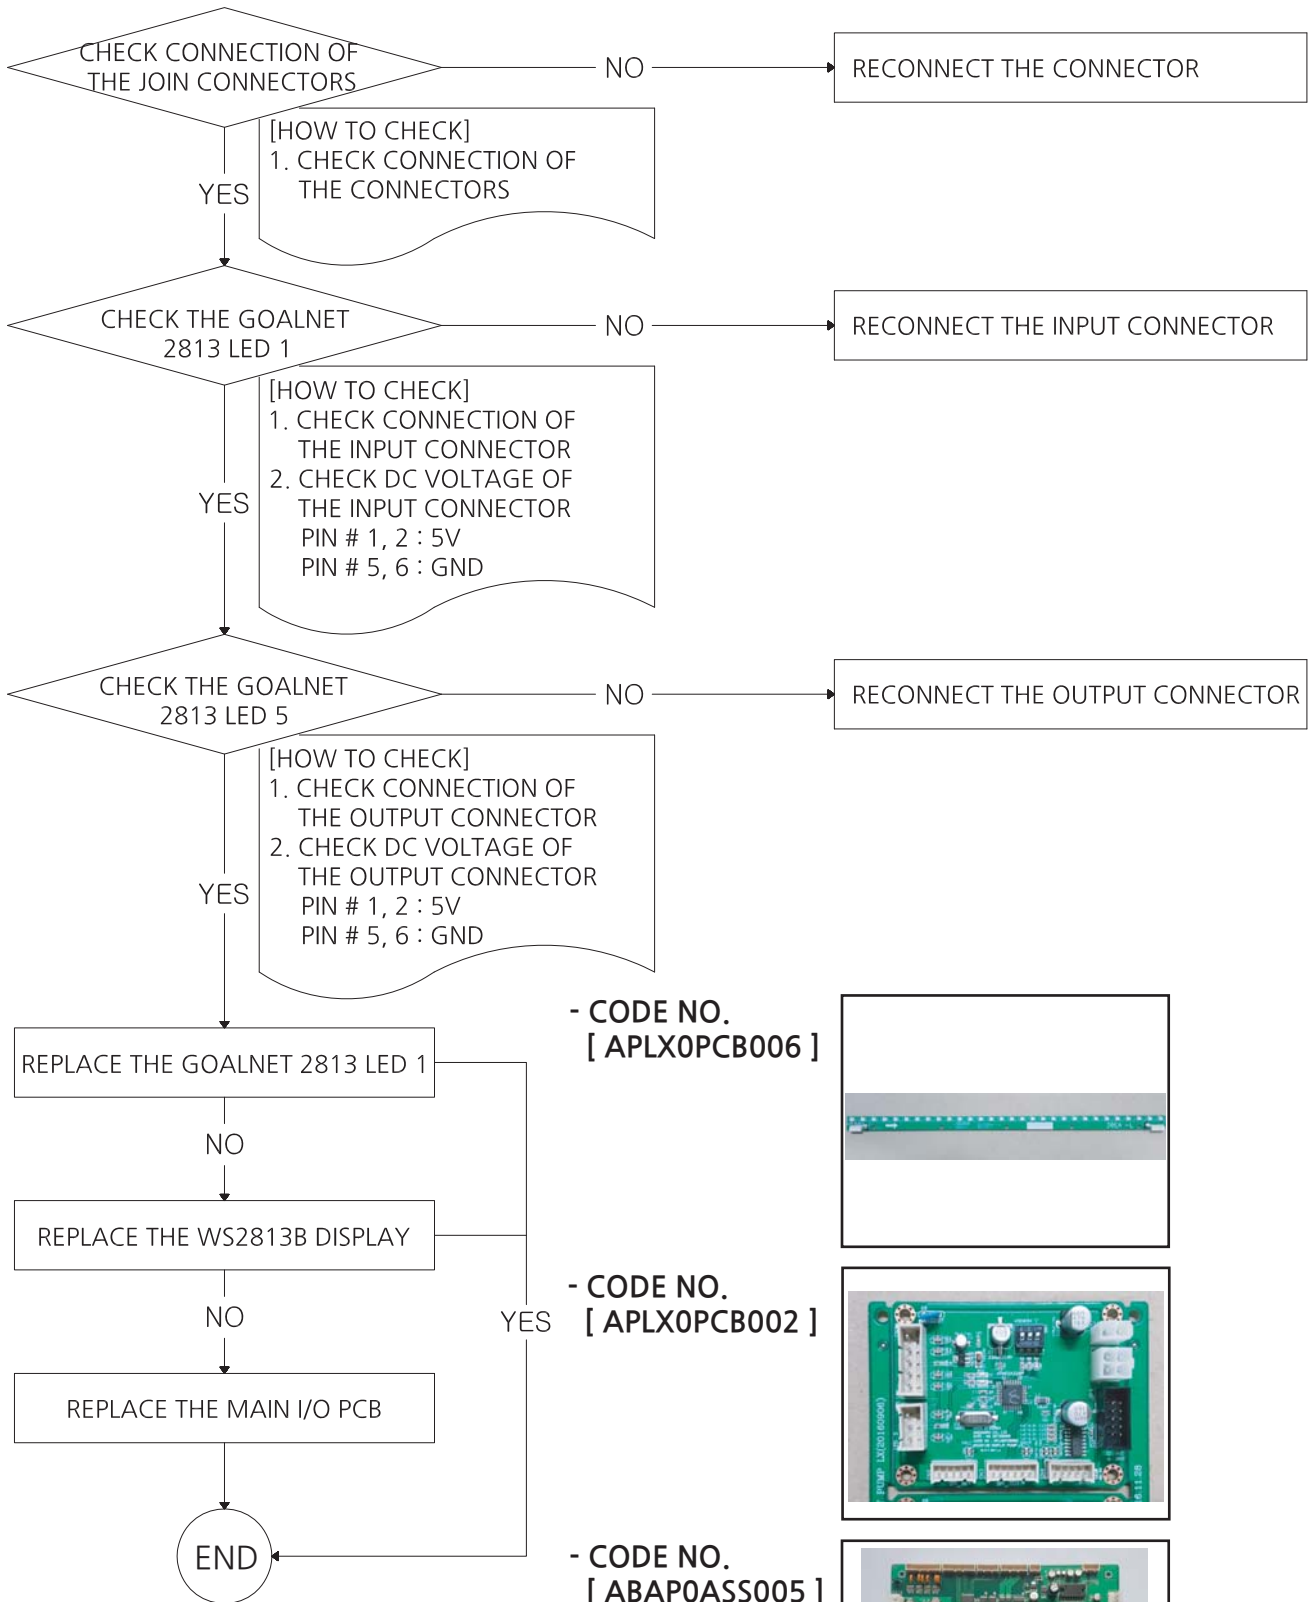 CHECK CONNECTION OF
THE JOIN CONNECTORS
NO
RECONNECT THE CONNECTOR
[HOW TO CHECK]
1. CHECK CONNECTION OF
THE CONNECTORS
YES
CHECK THE GOALNET
2813 LED 1
NO
RECONNECT THE INPUT CONNECTOR
[HOW TO CHECK]
1. CHECK CONNECTION OF
THE INPUT CONNECTOR
2. CHECK DC VOLTAGE OF
THE INPUT CONNECTOR
PIN # 1, 2 : 5V
PIN # 5, 6 : GND
YES
CHECK THE GOALNET
2813 LED 5
NO
RECONNECT THE OUTPUT CONNECTOR
[HOW TO CHECK]
1. CHECK CONNECTION OF
THE OUTPUT CONNECTOR
2. CHECK DC VOLTAGE OF
THE OUTPUT CONNECTOR
PIN # 1, 2 : 5V
PIN # 5, 6 : GND
YES
- CODE NO.
[ APLX0PCB006 ]
REPLACE THE GOALNET 2813 LED 1
NO
REPLACE THE WS2813B DISPLAY
NO
YES
- CODE NO.
[ APLX0PCB002 ]
PUMP LX(20160906)
6.11.28
REPLACE THE MAIN I/O PCB
END
- CODE NO.
[ ABAP0ASS005 ]